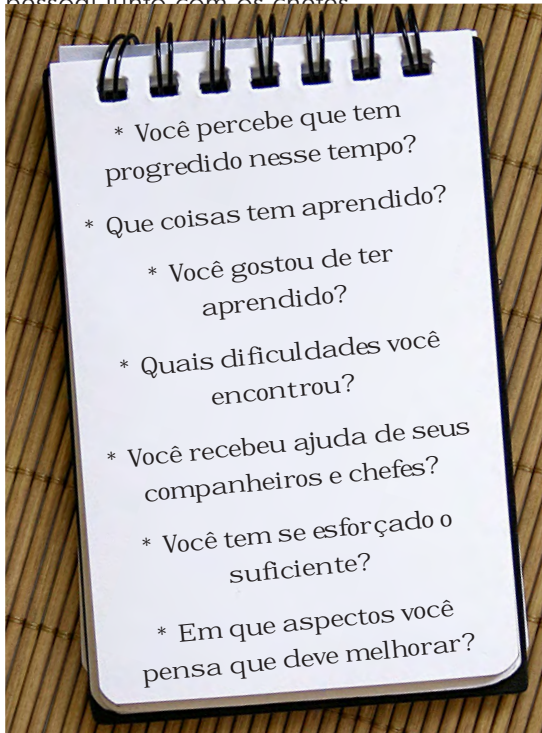 * Você percebe que tem
progredido nesse tempo?
* Que coisas tem aprendido?
* Você gostou de ter
aprendido?
* Quais dificuldades você
encontrou?
* Você recebeu ajuda de seus
companheiros e chefes?
* Você tem se esforçado o
suficiente?
* Em que aspectos você
pensa que deve melhorar?